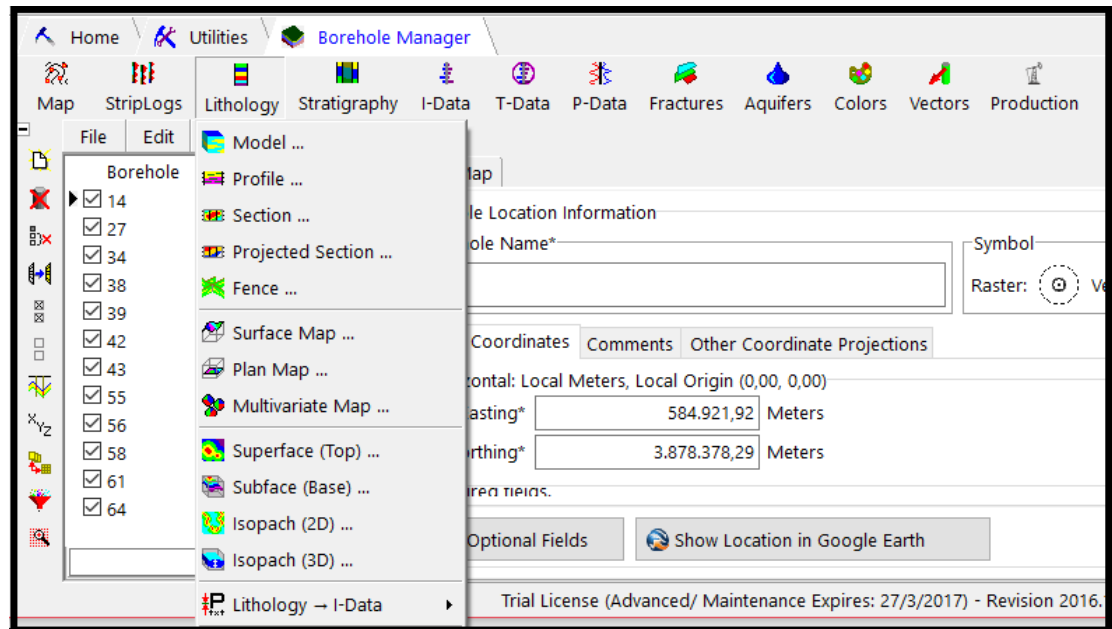 Home Utilities Borehole Manager
Map StripLogs Lithology Stratigraphy I-Data T-Data P-Data Fractures Aquifers Colors Vectors Production
File Edit
Borehole
14
27
34
38
39
42
43
55
56
58
61
64
Model ...
Profile ...
Section ...
Projected Section ...
Fence ...
Surface Map ...
Plan Map ...
Multivariate Map ...
Superface (Top) ...
Subface (Base) ...
Isopach (2D) ...
Isopach (3D) ...
Lithology → I-Data
Location Information
Name*
Symbol
Raster:
Coordinates Comments Other Coordinate Projections
Local Meters, Local Origin (0,00, 0,00)
584.921,92 Meters
3.878.378,29 Meters
Optional Fields Show Location in Google Earth
Trial License (Advanced/ Maintenance Expires: 27/3/2017) - Revision 2016.